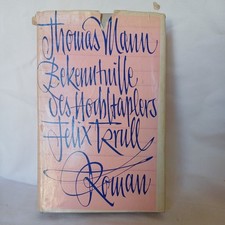 Thomas Mann
Bekenntnisse
des Hochstaplers
Felix Krull
Roman